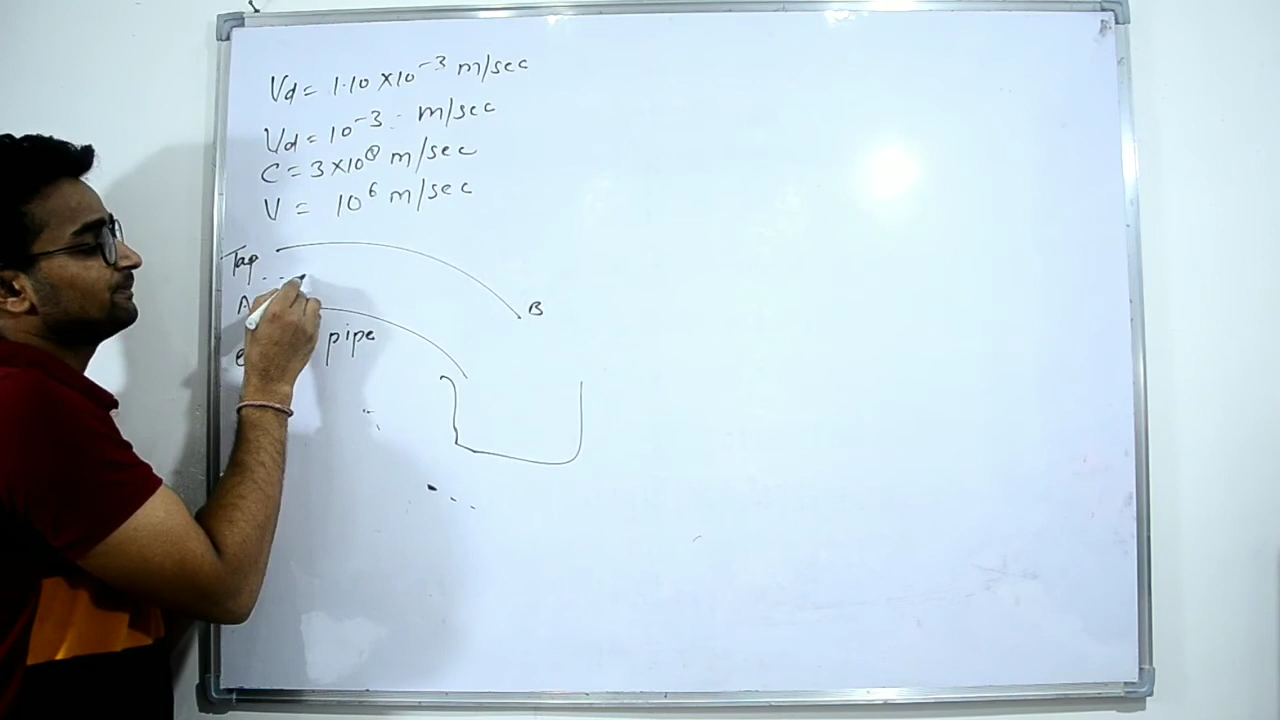 Vd = 1.10 × 10⁻³ m/sec
Vd = 10⁻³ m/sec
C = 3 × 10⁸ m/sec
V = 10⁶ m/sec
Tap
A B
pipe